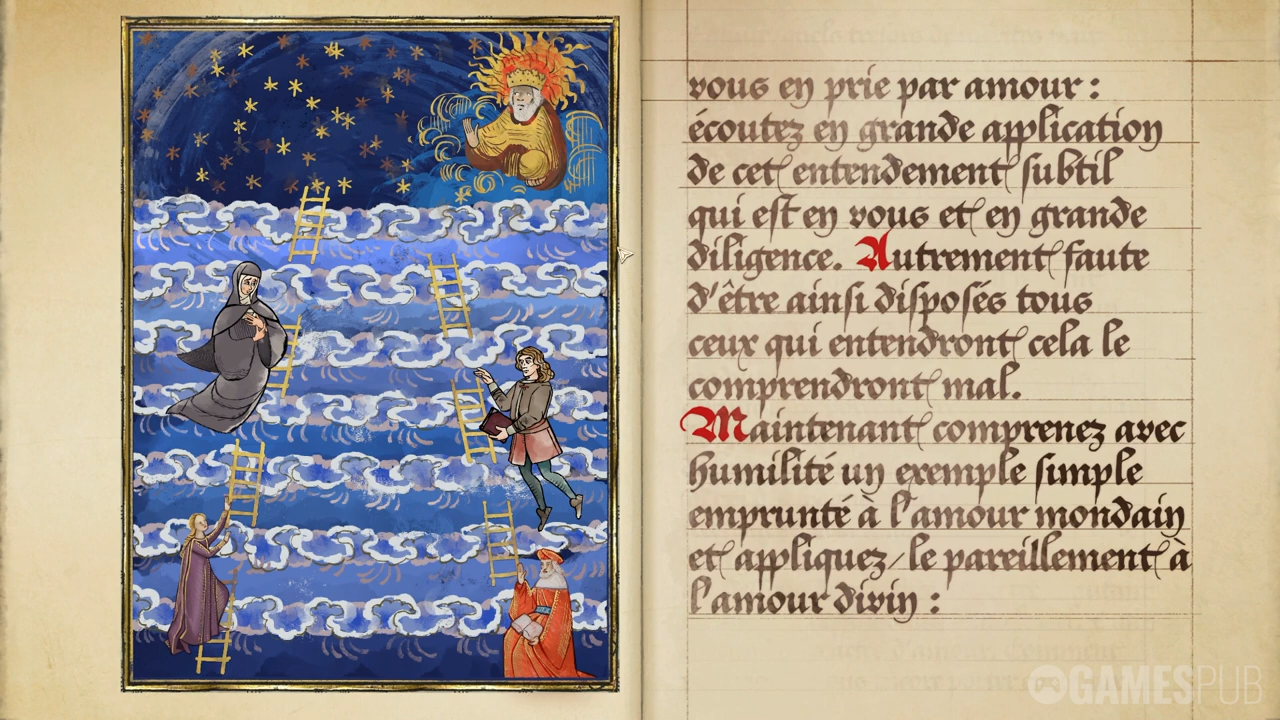 vous en prie par amour :
écoutez en grande application
de cet entendement subtil
qui est en vous et en grande
diligence. Autrement faute
d'être ainsi disposés tous
ceux qui entendront cela le
comprendront mal.
Maintenant comprenez avec
humilité un exemple simple
emprunté à l'amour mondain
et appliquez-le pareillement à
l'amour divin :
GAMESPUB